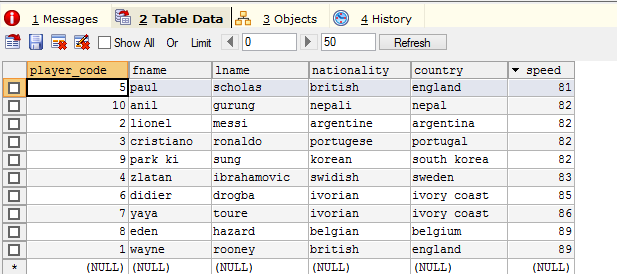 1 Messages 2 Table Data 3 Objects 4 History
Show All Or Limit 0 50 Refresh
player_code fname lname nationality country speed
5 paul scholas british england 81
10 anil gurung nepali nepal 82
2 lionel messi argentine argentina 82
3 cristiano ronaldo portugese portugal 82
9 park ki sung korean south korea 82
4 zlatan ibrahamovic swidish sweden 83
6 didier drogba ivorian ivory coast 85
7 yaya toure ivorian ivory coast 86
8 eden hazard belgian belgium 89
1 wayne rooney british england 89
* (NULL) (NULL) (NULL) (NULL) (NULL) (NULL)